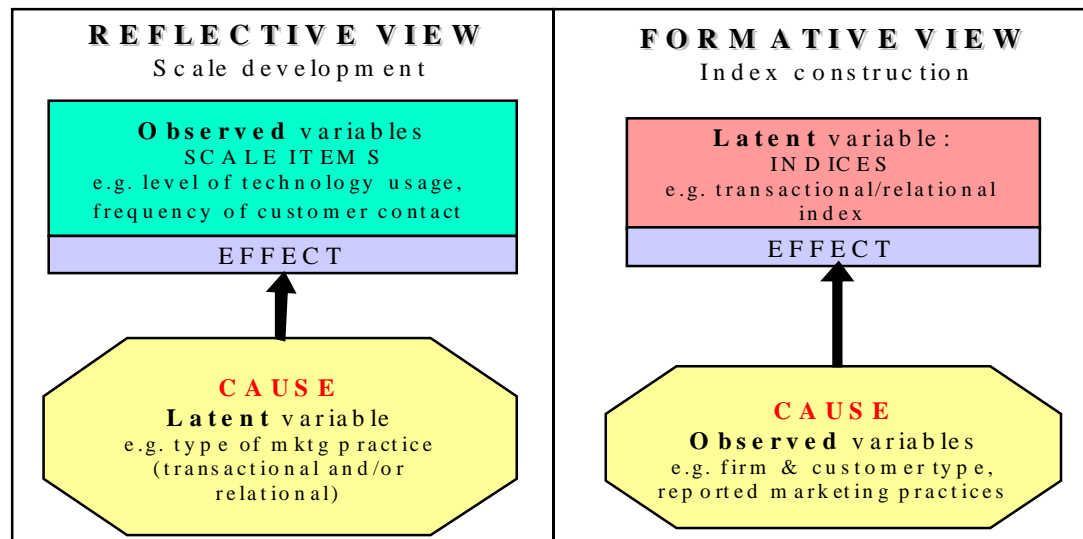 REFLECTIVE VIEW
Scale development
Observed variables
SCALE ITEMS
e.g. level of technology usage,
frequency of customer contact
EFFECT
CAUSE
Latent variable
e.g. type of mktg practice
(transactional and/or
relational)
FORMATIVE VIEW
Index construction
Latent variable:
INDICES
e.g. transactional/relational
index
EFFECT
CAUSE
Observed variables
e.g. firm & customer type,
reported marketing practices